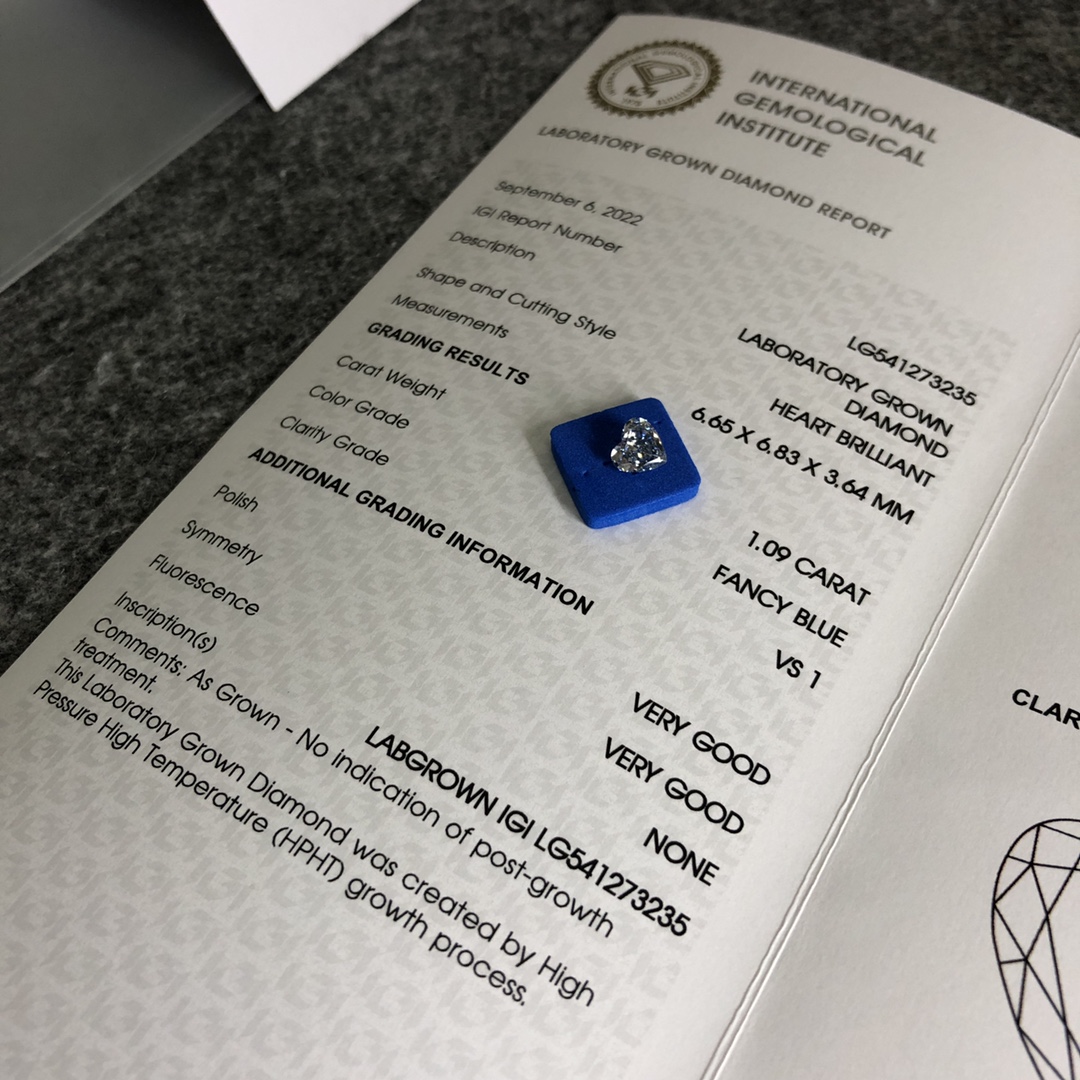 INTERNATIONAL
GEMOLOGICAL
INSTITUTE
LABORATORY GROWN DIAMOND REPORT
September 6, 2022
IGI Report Number LG541273235
Description LABORATORY GROWN
DIAMOND
Shape and Cutting Style HEART BRILLIANT
Measurements 6.65 X 6.83 X 3.64 MM
GRADING RESULTS
Carat Weight 1.09 CARAT
Color Grade FANCY BLUE
Clarity Grade VS 1
ADDITIONAL GRADING INFORMATION
Polish VERY GOOD
Symmetry VERY GOOD
Fluorescence NONE
Inscription(s) LABGROWN IGI LG541273235
Comments: As Grown - No indication of post-growth
treatment.
This Laboratory Grown Diamond was created by High
Pressure High Temperature (HPHT) growth process.
CLAR